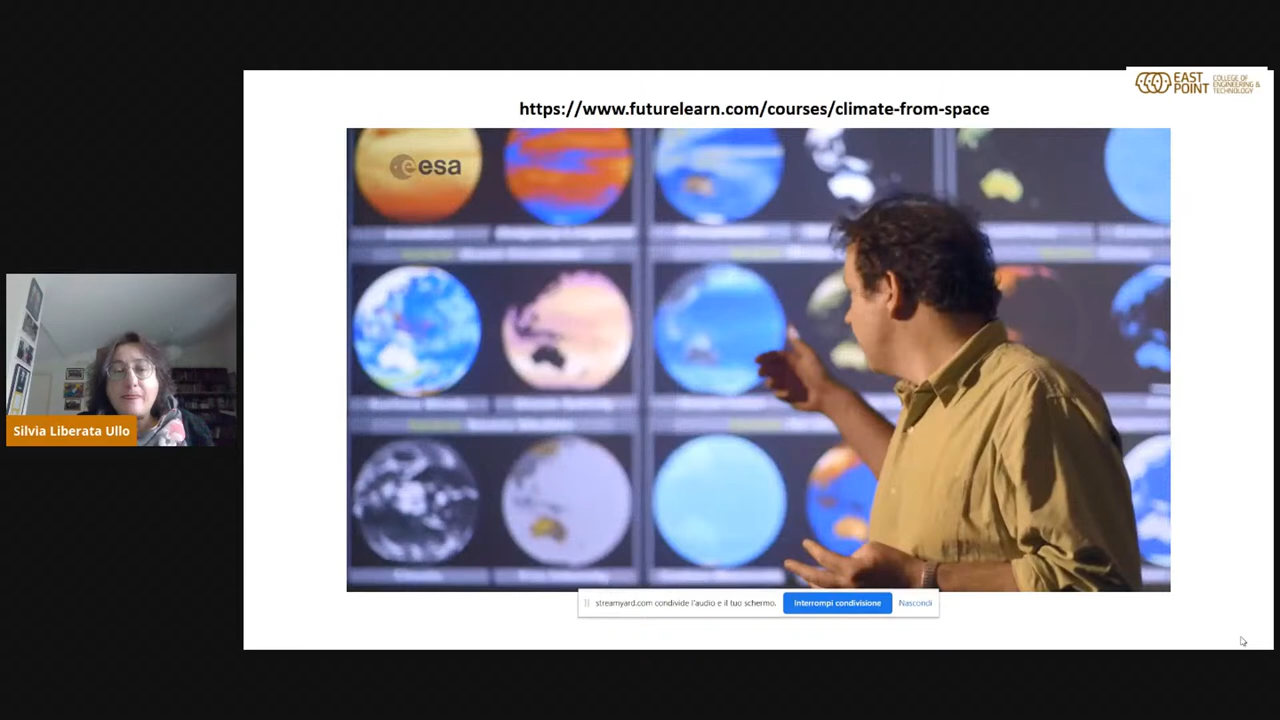 EAST
POINT
COLLEGE OF
ENGINEERING &
TECHNOLOGY
https://www.futurelearn.com/courses/climate-from-space
esa
Silvia Liberata Ullo
streamyard.com condivide l'audio e il tuo schermo.
Interrompi condivisione
Nascondi